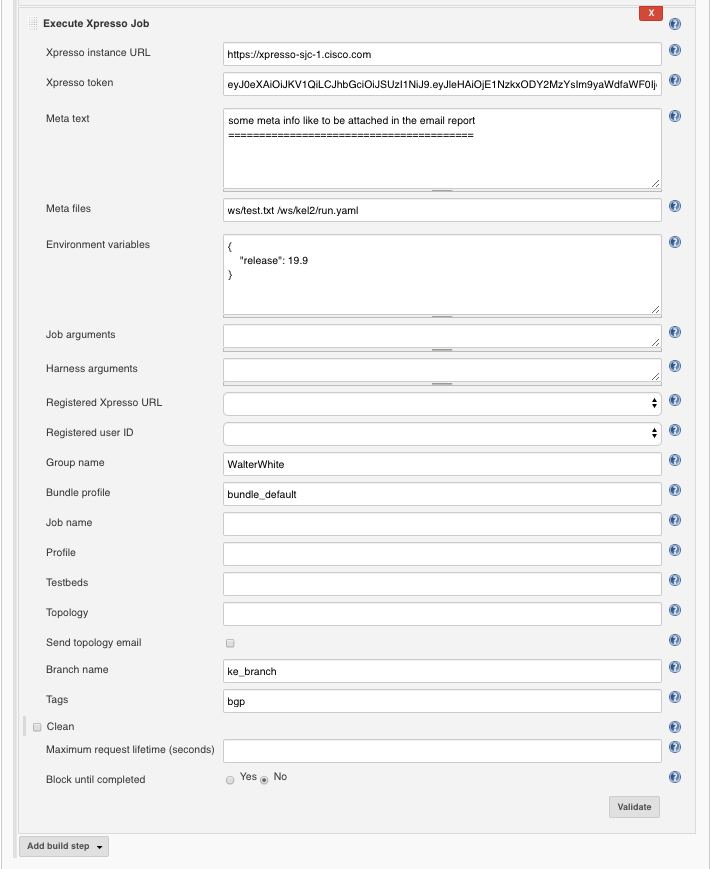 X
Execute Xpresso Job
Xpresso instance URL
https://xpresso-sjc-1.cisco.com
Xpresso token
eyJ0eXAiOiJKV1QiLCJhbGciOiJSUzI1NiJ9.eyJleHAiOjE1NzkxODY2MzYsIm9yaWdfaWF0Ij
Meta text
some meta info like to be attached in the email report
========================================
Meta files
ws/test.txt /ws/kel2/run.yaml
Environment variables
{
"release": 19.9
}
Job arguments
Harness arguments
Registered Xpresso URL
Registered user ID
Group name
WalterWhite
Bundle profile
bundle_default
Job name
Profile
Testbeds
Topology
Send topology email
Branch name
ke_branch
Tags
bgp
Clean
Maximum request lifetime (seconds)
Block until completed
Yes No
Validate
Add build step